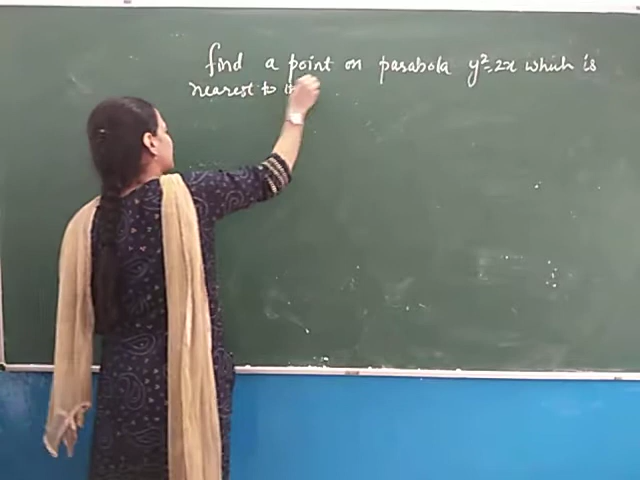 find a point on parabola y²=2x which is
nearest to